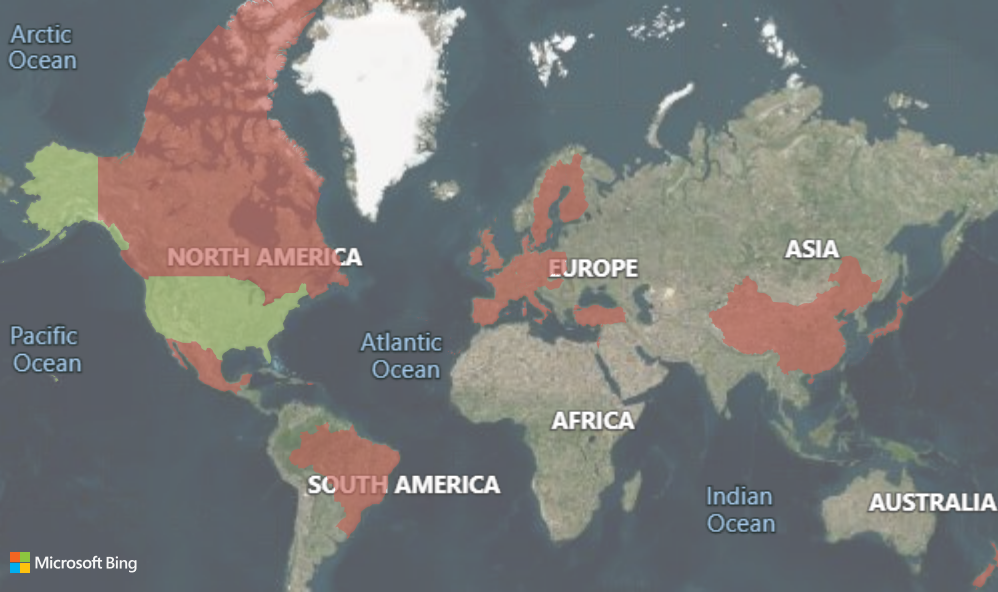 Arctic
Ocean
NORTH AMERICA
EUROPE
ASIA
Pacific
Ocean
Atlantic
Ocean
AFRICA
SOUTH AMERICA
Indian
Ocean
AUSTRALIA
Microsoft Bing